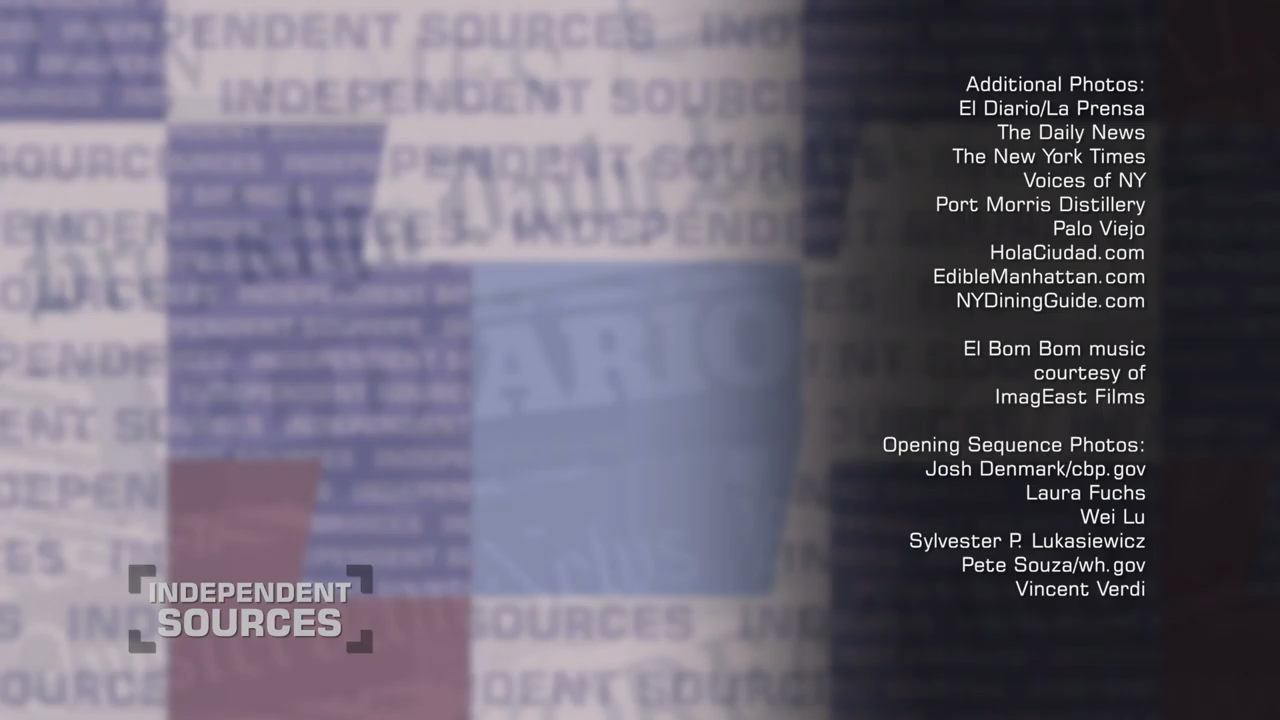 Additional Photos:
El Diario/La Prensa
The Daily News
The New York Times
Voices of NY
Port Morris Distillery
Palo Viejo
HolaCiudad.com
EdibleManhattan.com
NYDiningGuide.com
El Bom Bom music
courtesy of
ImagEast Films
Opening Sequence Photos:
Josh Denmark/cbp.gov
Laura Fuchs
Wei Lu
Sylvester P. Lukasiewicz
Pete Souza/wh.gov
Vincent Verdi
INDEPENDENT
SOURCES